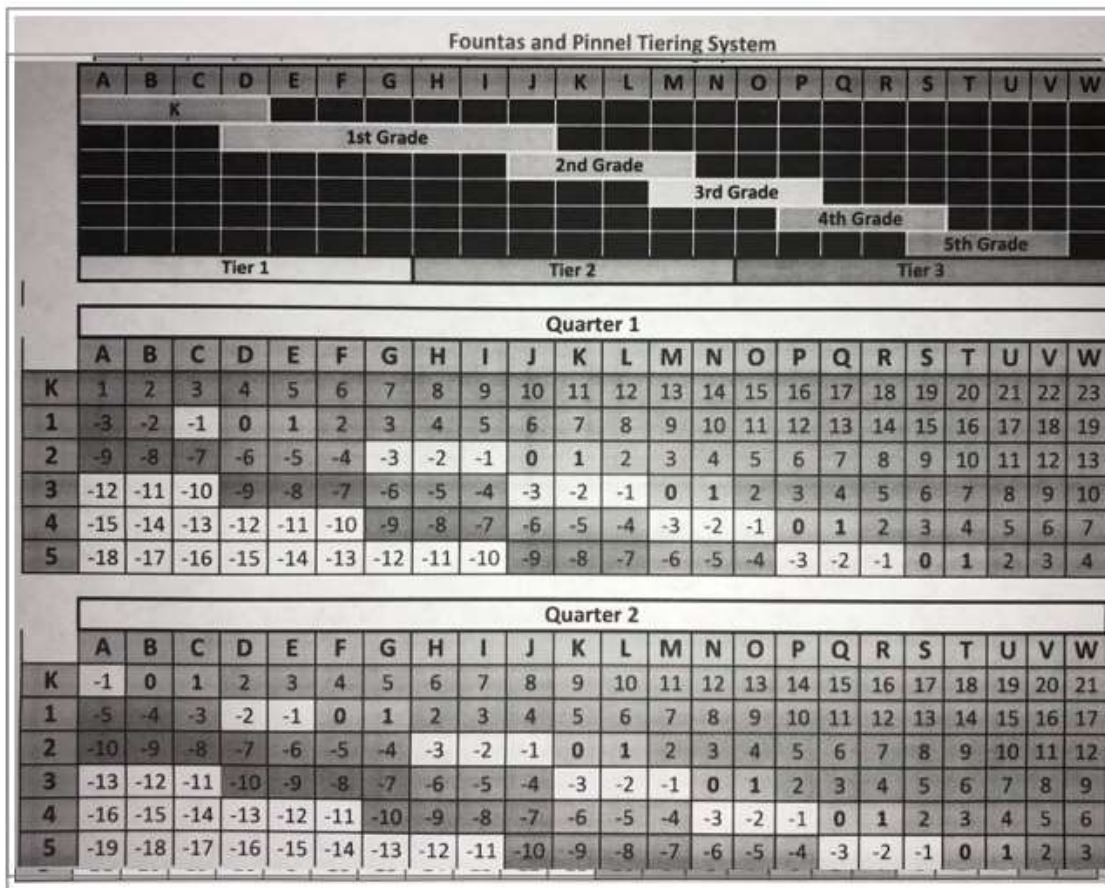 Fountas and Pinnel Tiering System
A B C D E F G H I J K L M N O P Q R S T U V W
K
1st Grade
2nd Grade
3rd Grade
4th Grade
5th Grade
Tier 1 Tier 2 Tier 3
Quarter 1
A B C D E F G H I J K L M N O P Q R S T U V W
K 1 2 3 4 5 6 7 8 9 10 11 12 13 14 15 16 17 18 19 20 21 22 23
1 -3 -2 -1 0 1 2 3 4 5 6 7 8 9 10 11 12 13 14 15 16 17 18 19
2 -9 -8 -7 -6 -5 -4 -3 -2 -1 0 1 2 3 4 5 6 7 8 9 10 11 12 13
3 -12 -11 -10 -9 -8 -7 -6 -5 -4 -3 -2 -1 0 1 2 3 4 5 6 7 8 9 10
4 -15 -14 -13 -12 -11 -10 -9 -8 -7 -6 -5 -4 -3 -2 -1 0 1 2 3 4 5 6 7
5 -18 -17 -16 -15 -14 -13 -12 -11 -10 -9 -8 -7 -6 -5 -4 -3 -2 -1 0 1 2 3 4
Quarter 2
A B C D E F G H I J K L M N O P Q R S T U V W
K -1 0 1 2 3 4 5 6 7 8 9 10 11 12 13 14 15 16 17 18 19 20 21
1 -5 -4 -3 -2 -1 0 1 2 3 4 5 6 7 8 9 10 11 12 13 14 15 16 17
2 -10 -9 -8 -7 -6 -5 -4 -3 -2 -1 0 1 2 3 4 5 6 7 8 9 10 11 12
3 -13 -12 -11 -10 -9 -8 -7 -6 -5 -4 -3 -2 -1 0 1 2 3 4 5 6 7 8 9
4 -16 -15 -14 -13 -12 -11 -10 -9 -8 -7 -6 -5 -4 -3 -2 -1 0 1 2 3 4 5 6
5 -19 -18 -17 -16 -15 -14 -13 -12 -11 -10 -9 -8 -7 -6 -5 -4 -3 -2 -1 0 1 2 3